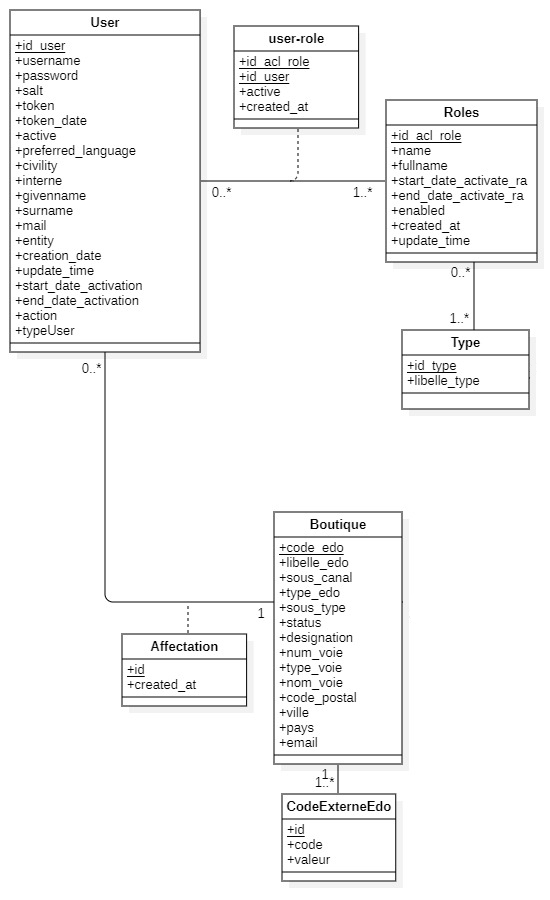 User
+id_user
+username
+password
+salt
+token
+token_date
+active
+preferred_language
+civility
+interne
+givenname
+surname
+mail
+entity
+creation_date
+update_time
+start_date_activation
+end_date_activation
+action
+typeUser
user-role
+id_acl_role
+id_user
+active
+created_at
0..*
1..*
Roles
+id_acl_role
+name
+fullname
+start_date_activate_ra
+end_date_activate_ra
+enabled
+created_at
+update_time
0..*
1..*
Type
+id_type
+libelle_type
0..*
1
Affectation
+id
+created_at
Boutique
+code_edo
+libelle_edo
+sous_canal
+type_edo
+sous_type
+status
+designation
+num_voie
+type_voie
+nom_voie
+code_postal
+ville
+pays
+email
1
1..*
CodeExterneEdo
+id
+code
+valeur